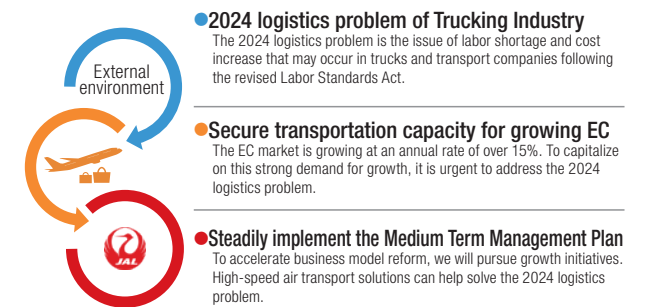 External
environment
●2024 logistics problem of Trucking Industry
The 2024 logistics problem is the issue of labor shortage and cost
increase that may occur in trucks and transport companies following
the revised Labor Standards Act.
●Secure transportation capacity for growing EC
The EC market is growing at an annual rate of over 15%. To capitalize
on this strong demand for growth, it is urgent to address the 2024
logistics problem.
JAL
●Steadily implement the Medium Term Management Plan
To accelerate business model reform, we will pursue growth initiatives.
High-speed air transport solutions can help solve the 2024 logistics
problem.